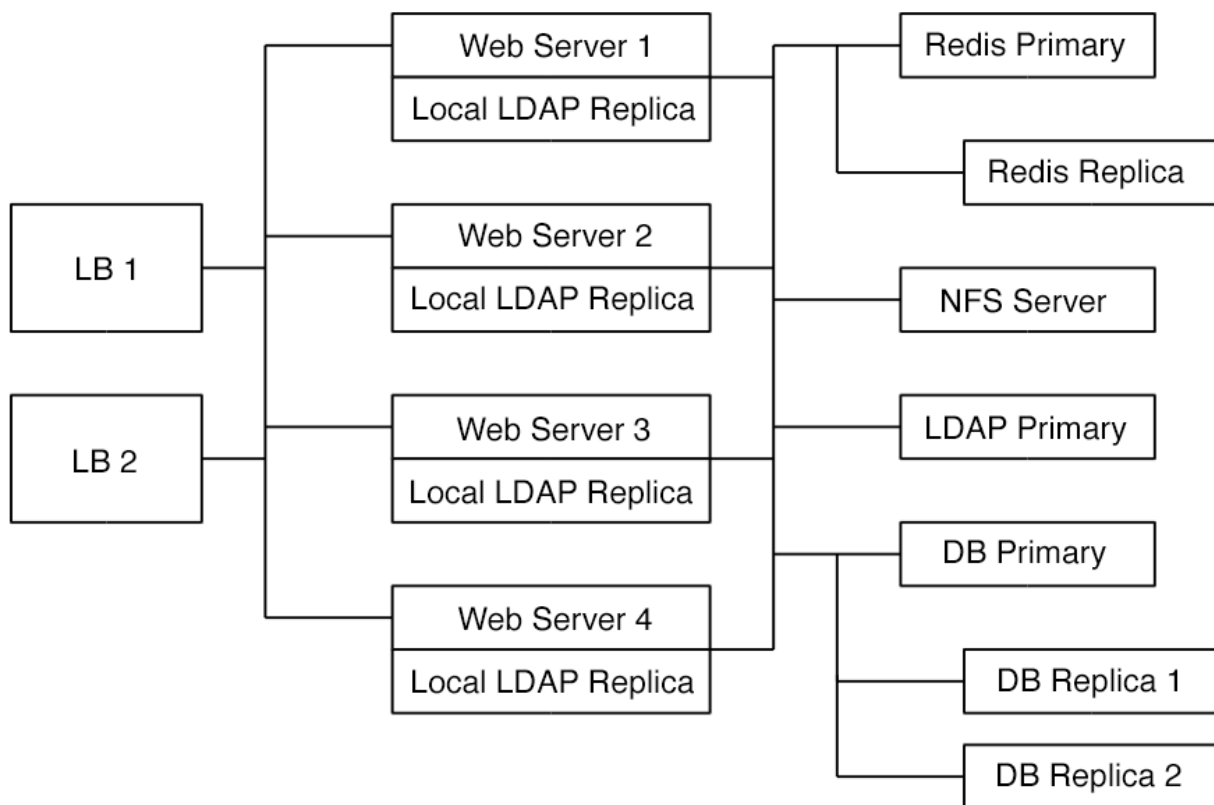 LB 1
LB 2
Web Server 1
Local LDAP Replica
Web Server 2
Local LDAP Replica
Web Server 3
Local LDAP Replica
Web Server 4
Local LDAP Replica
Redis Primary
Redis Replica
NFS Server
LDAP Primary
DB Primary
DB Replica 1
DB Replica 2